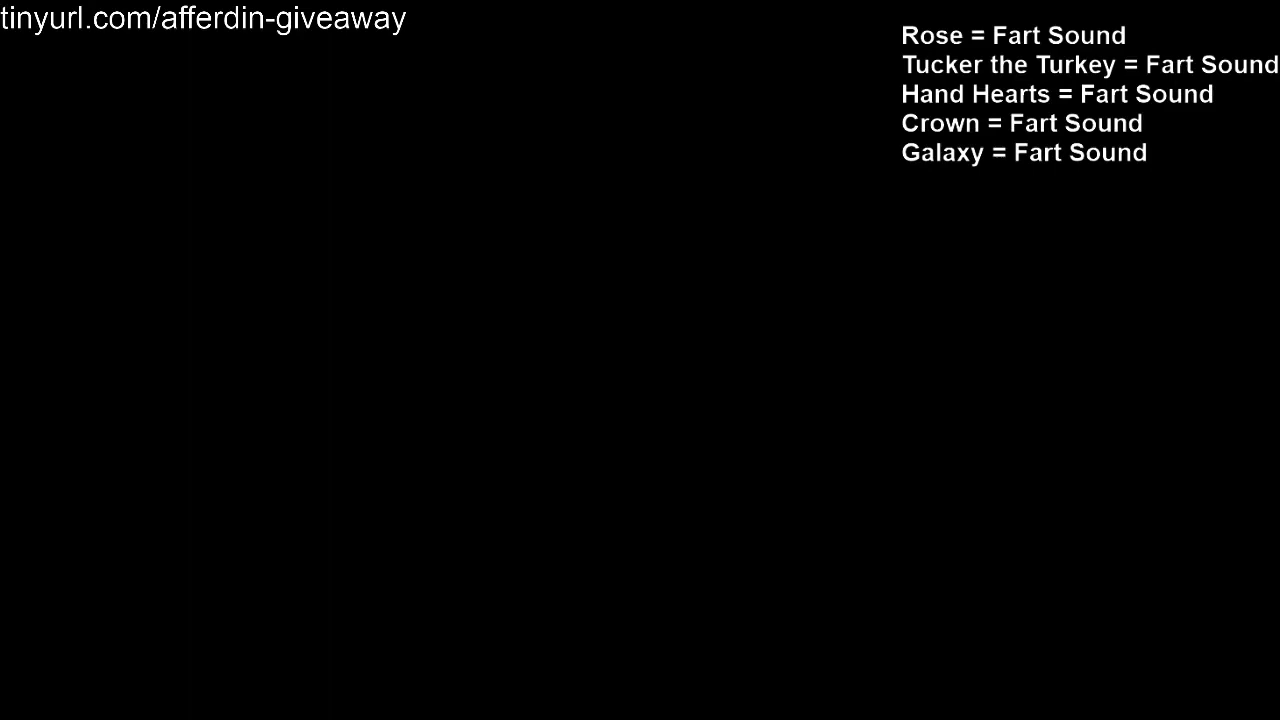 tinyurl.com/afferdin-giveaway
Rose = Fart Sound
Tucker the Turkey = Fart Sound
Hand Hearts = Fart Sound
Crown = Fart Sound
Galaxy = Fart Sound